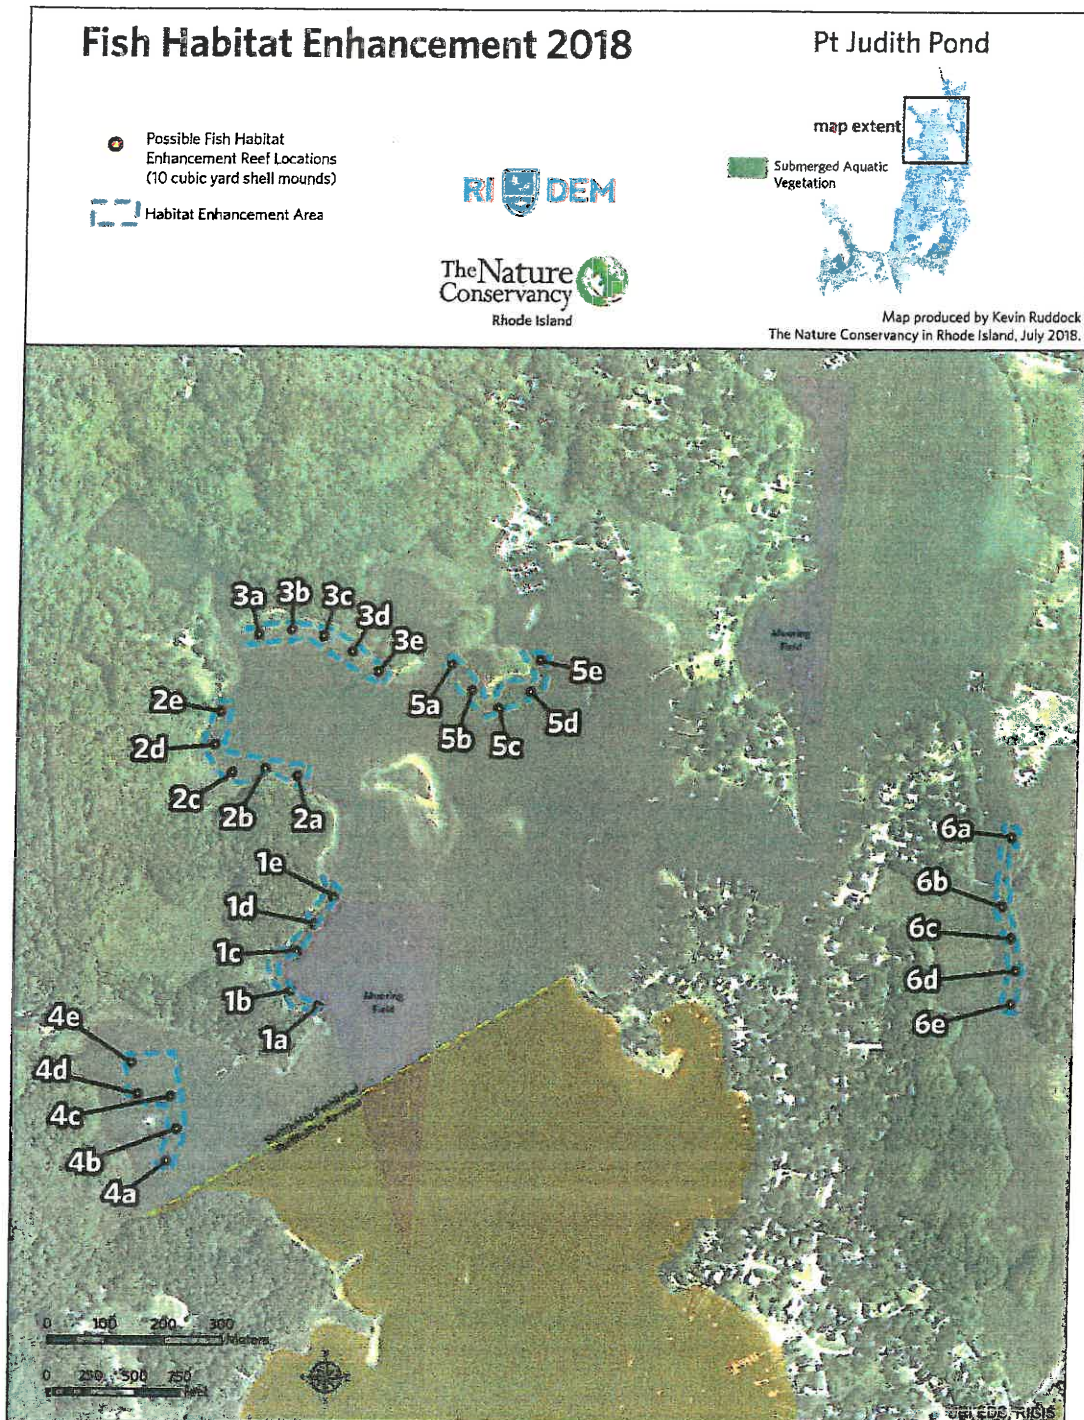 Fish Habitat Enhancement 2018
Pt Judith Pond
map extent
Possible Fish Habitat
Enhancement Reef Locations
(10 cubic yard shell mounds)
Habitat Enhancement Area
RI DEM
Submerged Aquatic
Vegetation
The Nature
Conservancy
Rhode Island
Map produced by Kevin Ruddock
The Nature Conservancy in Rhode Island, July 2018.
3a
3b
3c
3d
3e
Mooring
Field
5a
5b
5c
5d
5e
2e
2d
2c
2b
2a
6a
6b
6c
6d
6e
1e
1d
1c
1b
1a
Mooring
Field
4e
4d
4c
4b
4a
0 100 200 300
Meters
0 250 500 750
Feet